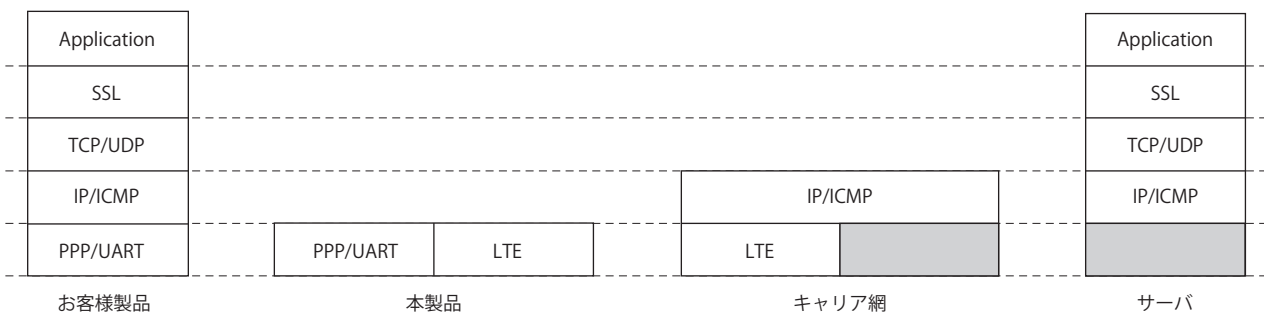 Application
Application
SSL
SSL
TCP/UDP
TCP/UDP
IP/ICMP
IP/ICMP
IP/ICMP
PPP/UART
PPP/UART
LTE
LTE
お客様製品
本製品
キャリア網
サーバ